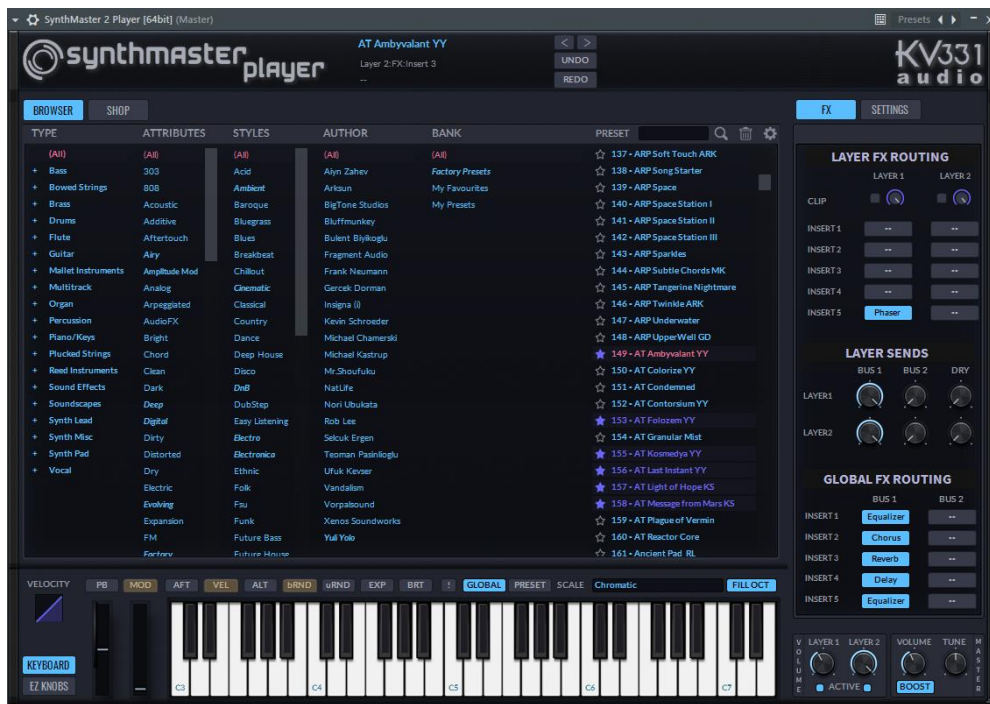 SynthMaster 2 Player [64bit] (Master)
Presets
synthmaster player
AT Ambyvalant YY
Layer 2:FX:Insert 3
--
< >
UNDO
REDO
KV331 audio
BROWSER SHOP
FX SETTINGS
TYPE ATTRIBUTES STYLES AUTHOR BANK PRESET
(All) (All) (All) (All) (All) 137 - ARP Soft Touch ARK
+ Bass 303 Acid Aiyn Zahev Factory Presets 138 - ARP Song Starter
+ Bowed Strings 808 Ambient Arksun My Favourites 139 - ARP Space
+ Brass Acoustic Baroque BigTone Studios My Presets 140 - ARP Space Station I
+ Drums Additive Bluegrass Bluffmunkey 141 - ARP Space Station II
+ Flute Aftertouch Blues Bulent Biyikoglu 142 - ARP Space Station III
+ Guitar Airy Breakbeat Fragment Audio 143 - ARP Sparkles
+ Mallet Instruments Amplitude Mod Chillout Frank Neumann 144 - ARP Subtle Chords MK
+ Multitrack Analog Cinematic Gercek Dorman 145 - ARP Tangerine Nightmare
+ Organ Arpeggiated Classical Insigna (i) 146 - ARP Twinkle ARK
+ Percussion AudioFX Country Kevin Schroeder 147 - ARP Underwater
+ Piano/Keys Bright Dance Michael Chamerski 148 - ARP UpperWell GD
+ Plucked Strings Chord Deep House Michael Kastrup 149 - AT Ambyvalant YY
+ Reed Instruments Clean Disco Mr.Shoufuku 150 - AT Colorize YY
+ Sound Effects Dark DnB NatLife 151 - AT Condemned
+ Soundscapes Deep DubStep Nori Ubukata 152 - AT Contorsium YY
+ Synth Lead Digital Easy Listening Rob Lee 153 - AT Folozem YY
+ Synth Misc Dirty Electro Selcuk Ergen 154 - AT Granular Mist
+ Synth Pad Distorted Electronica Teoman Pasinlioglu 155 - AT Kosmedya YY
+ Vocal Dry Ethnic Ufuk Kevser 156 - AT Last Instant YY
Electric Folk Vandalism 157 - AT Light of Hope KS
Evolving Fsu Vorpalsound 158 - AT Message from Mars KS
Expansion Funk Xenos Soundworks 159 - AT Plague of Vermin
FM Future Bass Yuli Yolo 160 - AT Reactor Core
Factory Future House 161 - Ancient Pad RL
LAYER FX ROUTING
LAYER 1 LAYER 2
CLIP
INSERT 1 -- --
INSERT 2 -- --
INSERT 3 -- --
INSERT 4 -- --
INSERT 5 Phaser --
LAYER SENDS
BUS 1 BUS 2 DRY
LAYER1
LAYER2
GLOBAL FX ROUTING
BUS 1 BUS 2
INSERT 1 Equalizer --
INSERT 2 Chorus --
INSERT 3 Reverb --
INSERT 4 Delay --
INSERT 5 Equalizer --
VELOCITY PB MOD AFT VEL ALT bRND uRND EXP BRT ! GLOBAL PRESET SCALE Chromatic FILL OCT
KEYBOARD
EZ KNOBS
C3 C4 C5 C6 C7
VOLUME LAYER 1 LAYER 2
ACTIVE
VOLUME TUNE MASTER
BOOST